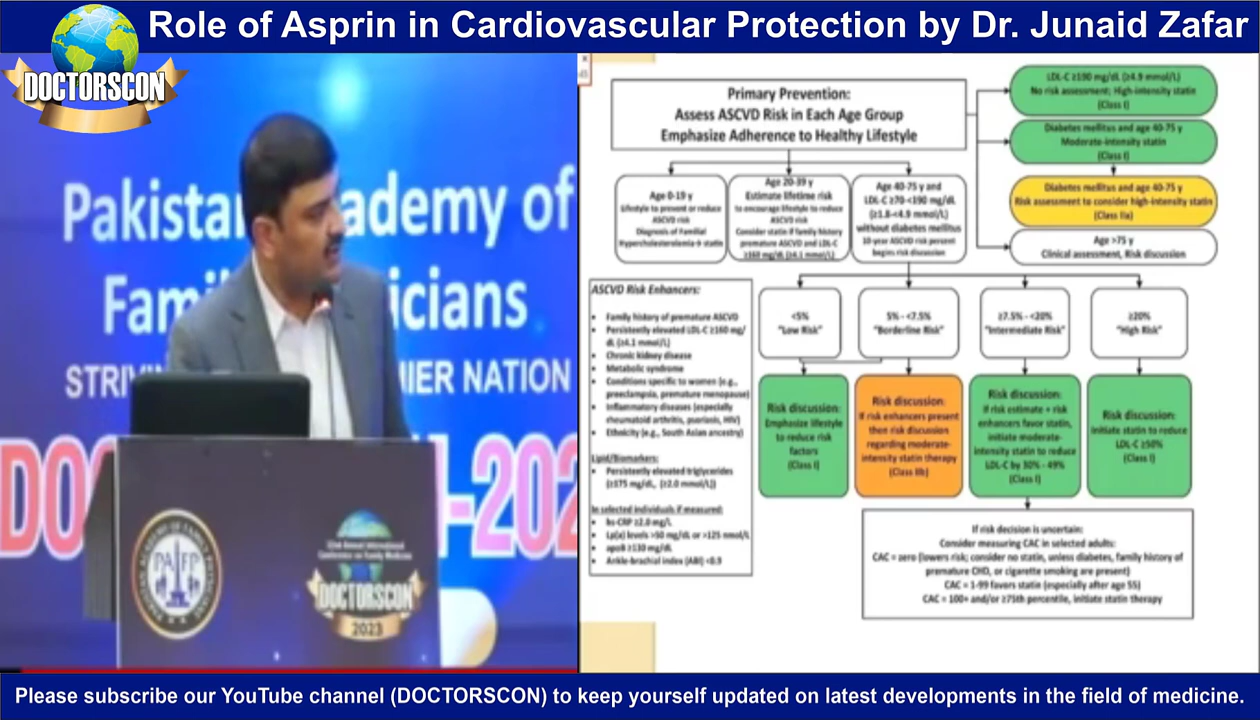 Role of Asprin in Cardiovascular Protection by Dr. Junaid Zafar
DOCTORSCON
Pakistan Academy of
Family Physicians
NATION
PAFP
DOCTORSCON
2023
Primary Prevention:
Assess ASCVD Risk in Each Age Group
Emphasize Adherence to Healthy Lifestyle
LDL-C ≥190 mg/dL (≥4.9 mmol/L)
No risk assessment; High-intensity statin
(Class I)
Diabetes mellitus and age 40-75 y
Moderate-intensity statin
(Class I)
Diabetes mellitus and age 40-75 y
Risk assessment to consider high-intensity statin
(Class IIa)
Age >75 y
Clinical assessment, Risk discussion
Age 0-19 y
Lifestyle to prevent or reduce
ASCVD risk
Diagnosis of Familial
Hypercholesterolemia→ statin
Age 20-39 y
Estimate lifetime risk
to encourage lifestyle to reduce
ASCVD risk
Consider statin if family history
premature ASCVD and LDL-C
≥160 mg/dL (≥4.1 mmol/L)
Age 40-75 y and
LDL-C ≥70-<190 mg/dL
(≥1.8-<4.9 mmol/L)
without diabetes mellitus
10-year ASCVD risk percent
begins risk discussion
ASCVD Risk Enhancers:
• Family history of premature ASCVD
• Persistently elevated LDL-C ≥160 mg/
dL (≥4.1 mmol/L)
• Chronic kidney disease
• Metabolic syndrome
• Conditions specific to women (e.g.,
preeclampsia, premature menopause)
• Inflammatory diseases (especially
rheumatoid arthritis, psoriasis, HIV)
• Ethnicity (e.g., South Asian ancestry)
Lipid/Biomarkers:
• Persistently elevated triglycerides
(≥175 mg/dL, (≥2.0 mmol/L))
In selected individuals if measured:
• hs-CRP ≥2.0 mg/L
• Lp(a) levels >50 mg/dL or >125 nmol/L
• apoB ≥130 mg/dL
• Ankle-brachial index (ABI) <0.9
<5%
"Low Risk"
5% - <7.5%
"Borderline Risk"
≥7.5% - <20%
"Intermediate Risk"
≥20%
"High Risk"
Risk discussion:
Emphasize lifestyle
to reduce risk
factors
(Class I)
Risk discussion:
If risk enhancers present
then risk discussion
regarding moderate-
intensity statin therapy
(Class IIb)
Risk discussion:
If risk estimate + risk
enhancers favor statin,
initiate moderate-
intensity statin to reduce
LDL-C by 30% - 49%
(Class I)
Risk discussion:
Initiate statin to reduce
LDL-C ≥50%
(Class I)
If risk decision is uncertain:
Consider measuring CAC in selected adults:
CAC = zero (lowers risk; consider no statin, unless diabetes, family history of
premature CHD, or cigarette smoking are present)
CAC = 1-99 favors statin (especially after age 55)
CAC = 100+ and/or ≥75th percentile, initiate statin therapy
Please subscribe our YouTube channel (DOCTORSCON) to keep yourself updated on latest developments in the field of medicine.